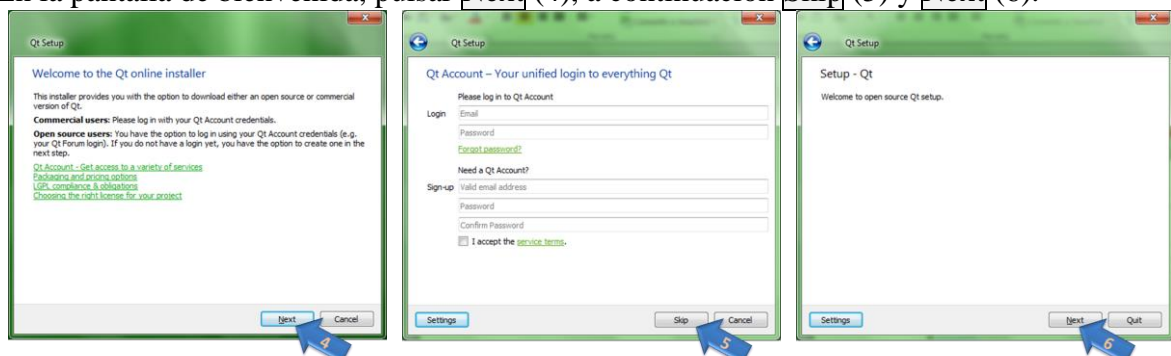 En la pantalla de bienvenida, pulsar Next (4), a continuación Skip (5) y Next (6).
Qt Setup
Welcome to the Qt online installer
This installer provides you with the option to download either an open source or commercial
version of Qt.
Commercial users: Please log in with your Qt Account credentials.
Open source users: You have the option to log in using your Qt Account credentials (e.g.
your Qt Forum login). If you do not have a login yet, you have the option to create one in the
next step.
Qt Account - Get access to a variety of services
Packaging and pricing options
LGPL compliance & obligations
Choosing the right license for your project
Next
Cancel
4
Qt Setup
Qt Account – Your unified login to everything Qt
Please log in to Qt Account
Login
Email
Password
Forgot password?
Need a Qt Account?
Sign-up
Valid email address
Password
Confirm Password
I accept the service terms.
Settings
Skip
Cancel
5
Qt Setup
Setup - Qt
Welcome to open source Qt setup.
Settings
Next
Quit
6